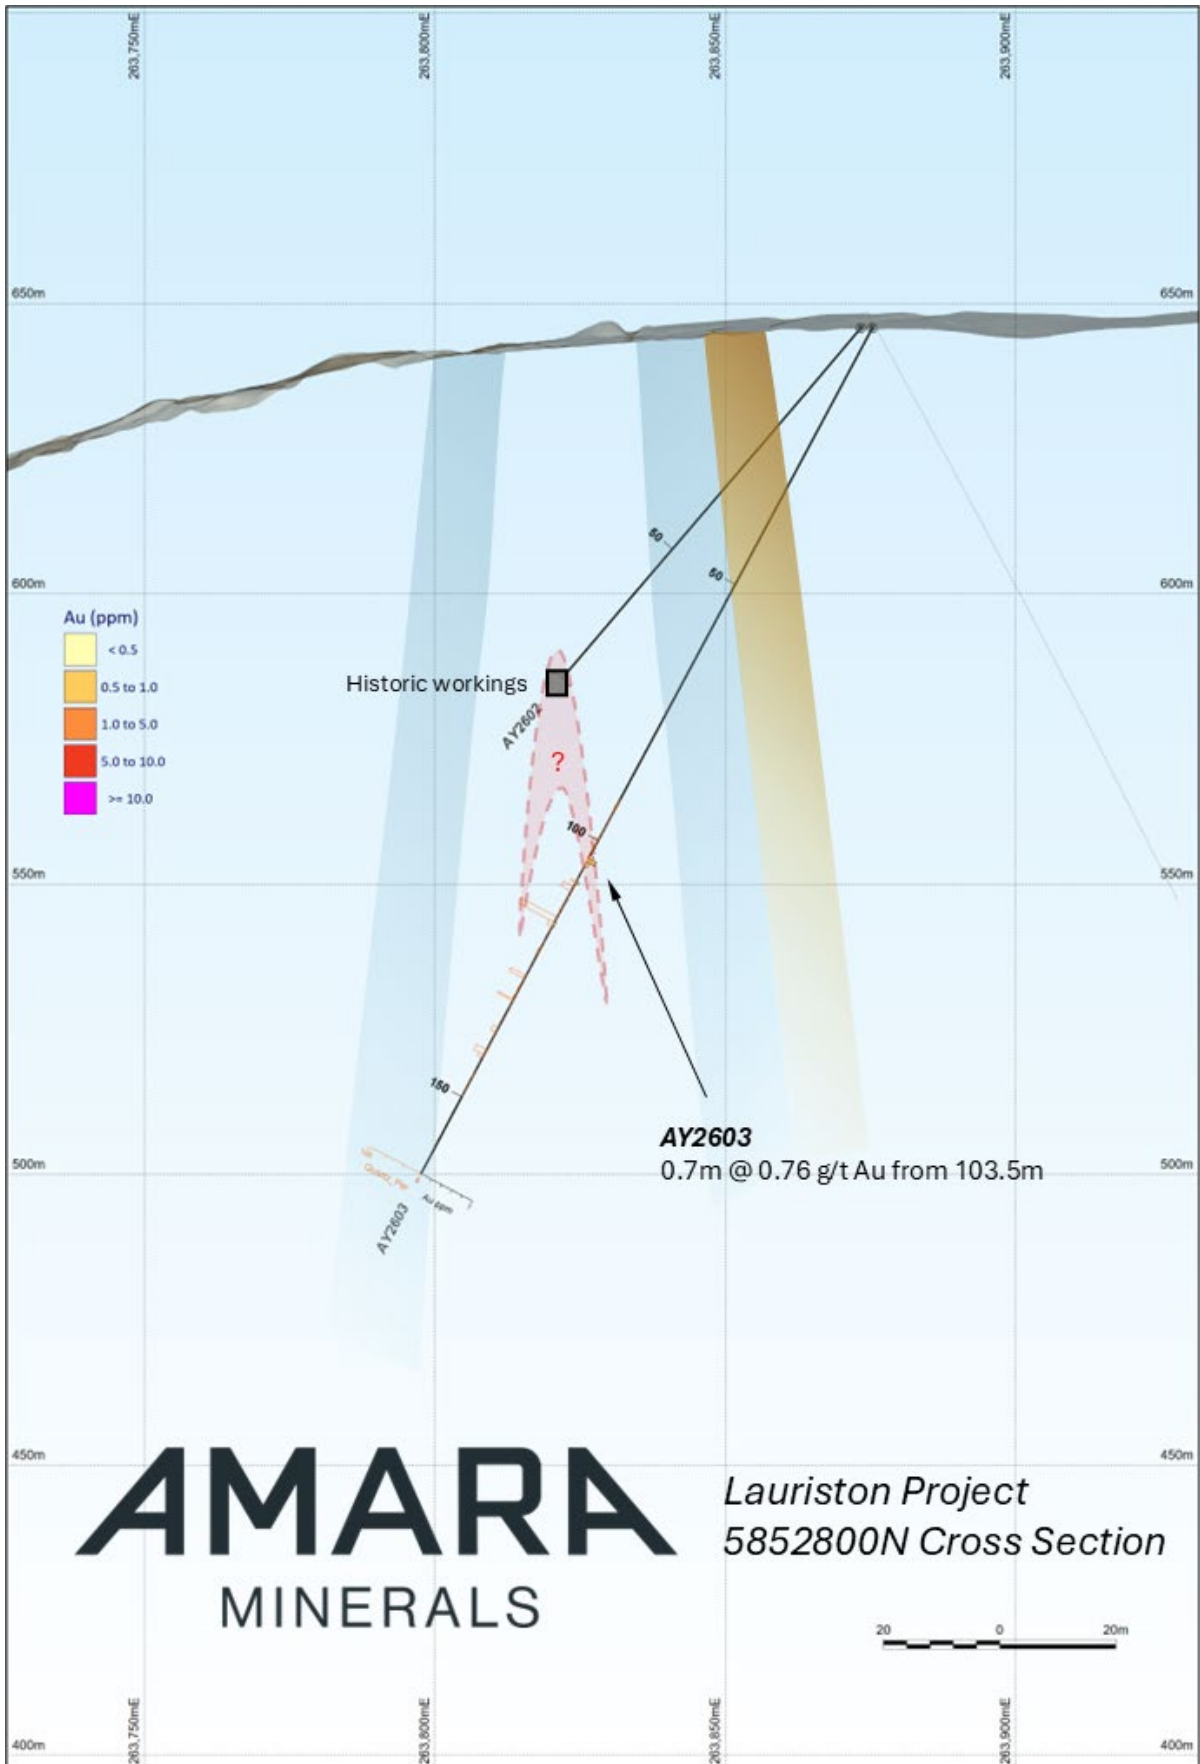 263,750mE
263,800mE
263,850mE
263,900mE
650m
650m
50
50
600m
600m
Au (ppm)
< 0.5
0.5 to 1.0
1.0 to 5.0
5.0 to 10.0
>= 10.0
Historic workings
AY2602
?
100
550m
550m
150
AY2603
0.7m @ 0.76 g/t Au from 103.5m
500m
500m
Quartz_Per
Au ppm
AY2603
450m
450m
AMARA
MINERALS
Lauriston Project
5852800N Cross Section
20
0
20m
263,750mE
263,800mE
263,850mE
263,900mE
400m
400m